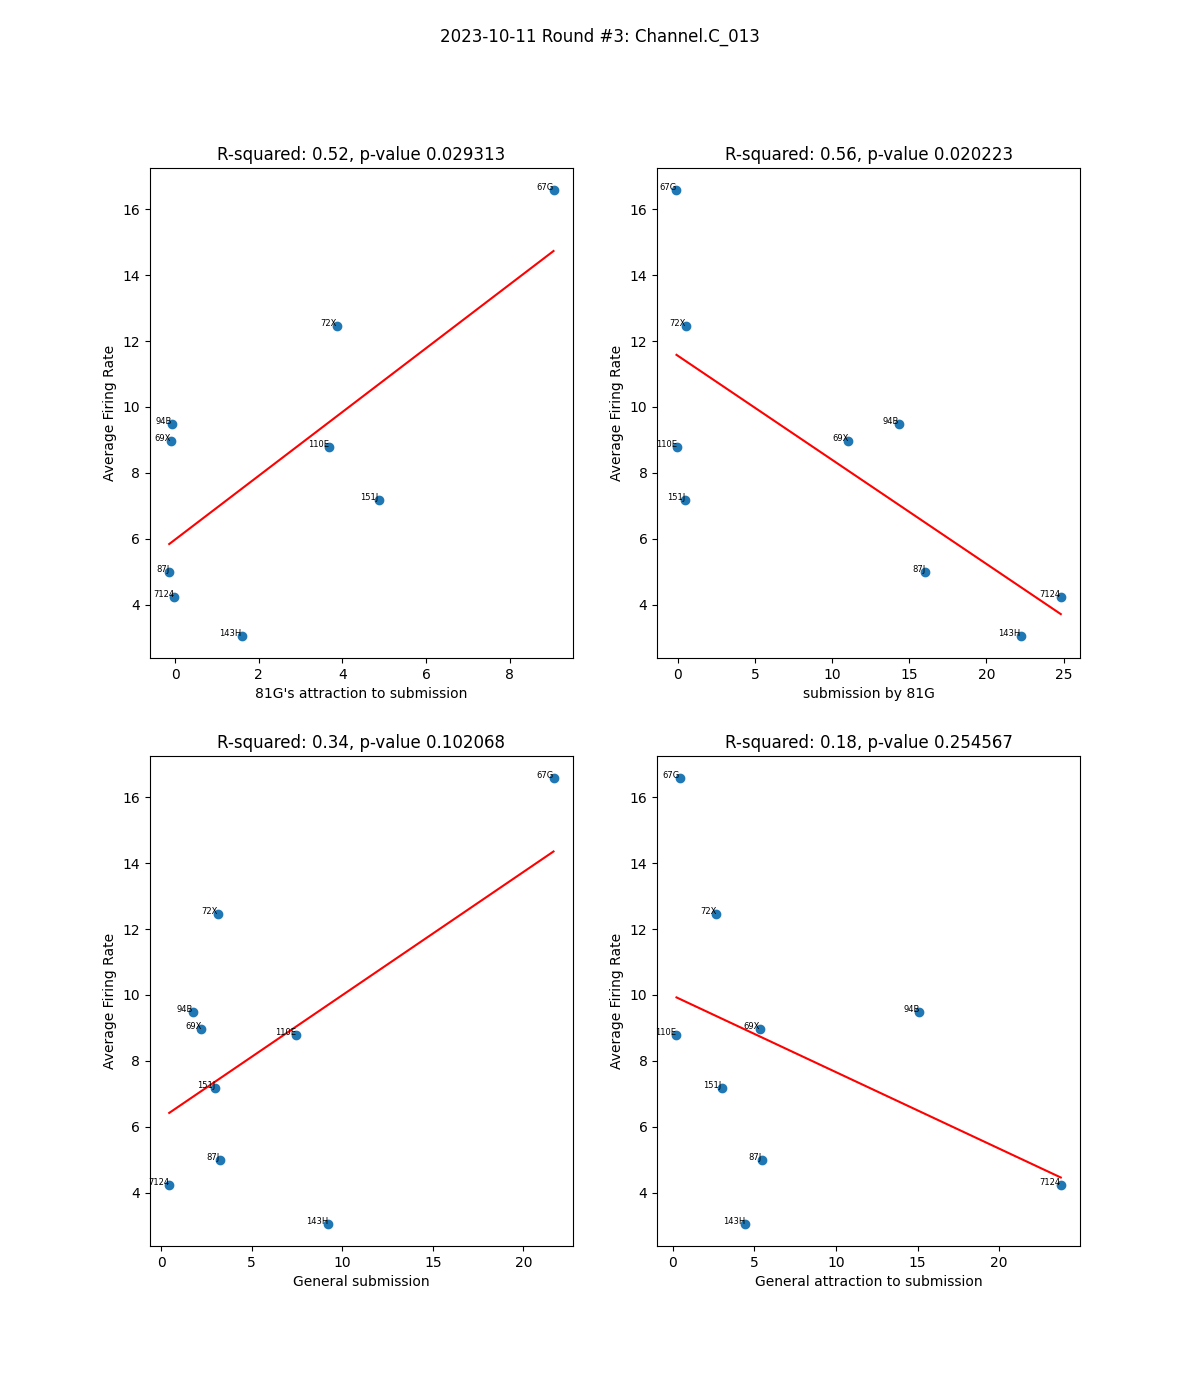 2023-10-11 Round #3: Channel.C_013
R-squared: 0.52, p-value 0.029313
Average Firing Rate
16
14
12
10
8
6
4
67G
72X
94B
69X
110E
151J
87J
7124
143H
0 2 4 6 8
81G's attraction to submission
R-squared: 0.56, p-value 0.020223
Average Firing Rate
16
14
12
10
8
6
4
67G
72X
94B
69X
110E
151J
87J
7124
143H
0 5 10 15 20 25
submission by 81G
R-squared: 0.34, p-value 0.102068
Average Firing Rate
16
14
12
10
8
6
4
67G
72X
94B
69X
110E
151J
87J
7124
143H
0 5 10 15 20
General submission
R-squared: 0.18, p-value 0.254567
Average Firing Rate
16
14
12
10
8
6
4
67G
72X
94B
69X
110E
151J
87J
7124
143H
0 5 10 15 20
General attraction to submission